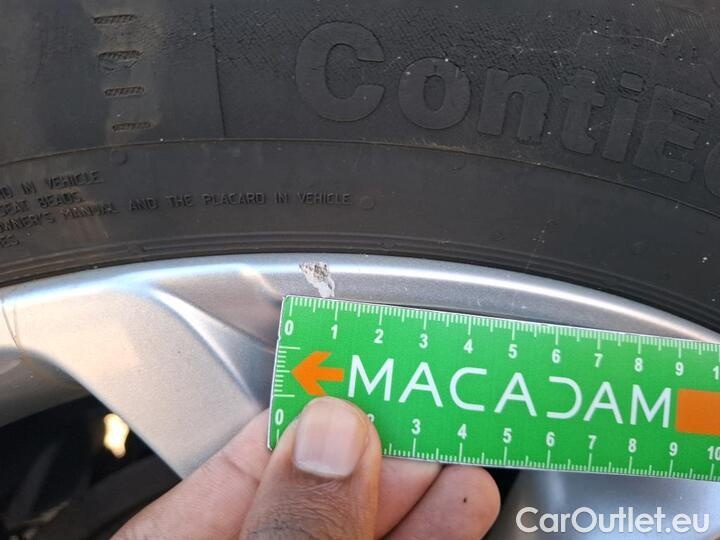 ContiE
D IN VEHICLE
SEAT BEADS.
OWNER'S MANUAL AND THE PLACARD IN VEHICLE
0 1 2 3 4 5 6 7 8 9
MACADAM
0 2 3 4 5 6 7 8 9 10
CarOutlet.eu